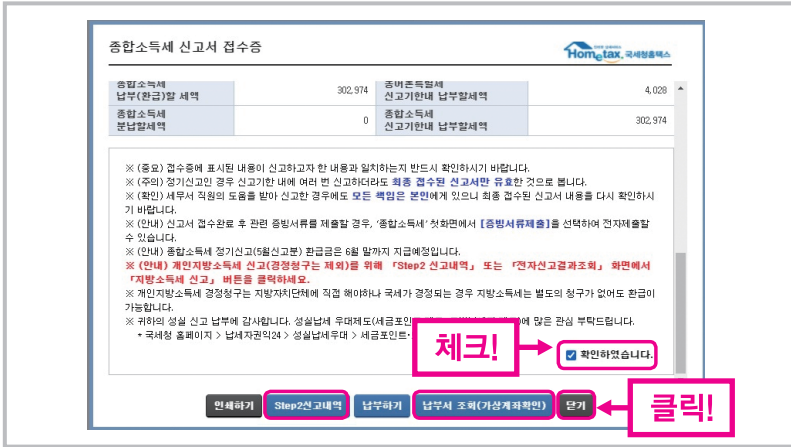 종합소득세 신고서 접수증
Hometax. 국세청홈택스
종합소득세
납부(환급)할 세액
302,974
농어촌특별세
신고기한내 납부할세액
4,028
종합소득세
분납할세액
0
종합소득세
신고기한내 납부할세액
302,974
※ (중요) 접수증에 표시된 내용이 신고하고자 한 내용과 일치하는지 반드시 확인하시기 바랍니다.
※ (주의) 정기신고인 경우 신고기한 내에 여러 번 신고하더라도 최종 접수된 신고서만 유효한 것으로 봅니다.
※ (확인) 세무서 직원의 도움을 받아 신고한 경우에도 모든 책임은 본인에게 있으니 최종 접수된 신고서 내용을 다시 확인하시
기 바랍니다.
※ (안내) 신고서 접수완료 후 관련 증빙서류를 제출할 경우, '종합소득세' 첫화면에서 [증빙서류제출]을 선택하여 전자제출할
수 있습니다.
※ (안내) 종합소득세 정기신고(5월신고분) 환급금은 6월 말까지 지급예정입니다.
※ (안내) 개인지방소득세 신고(경정청구는 제외)를 위해 「Step2 신고내역」 또는 「전자신고결과조회」 화면에서
「지방소득세 신고」 버튼을 클릭하세요.
※ 개인지방소득세 경정청구는 지방자치단체에 직접 해야하나 국세가 경정되는 경우 지방소득세는 별도의 청구가 없어도 환급이
가능합니다.
※ 귀하의 성실 신고 납부에 감사합니다. 성실납세 우대제도(세금포인 에 많은 관심 부탁드립니다.
* 국세청 홈페이지 > 납세자권익24 > 성실납세우대 > 세금포인트·
체크!
확인하였습니다.
인쇄하기
Step2신고내역
납부하기
납부서 조회(가상계좌확인)
닫기
클릭!